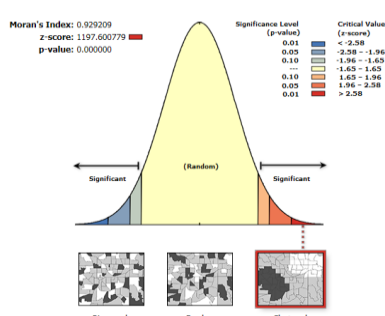 Moran's Index: 0.929209
z-score: 1197.600779
p-value: 0.000000
Significance Level (p-value)
Critical Value (z-score)
0.01 < -2.58
0.05 -2.58 - -1.96
0.10 -1.96 - -1.65
--- -1.65 - 1.65
0.10 1.65 - 1.96
0.05 1.96 - 2.58
0.01 > 2.58
(Random)
Significant
Significant